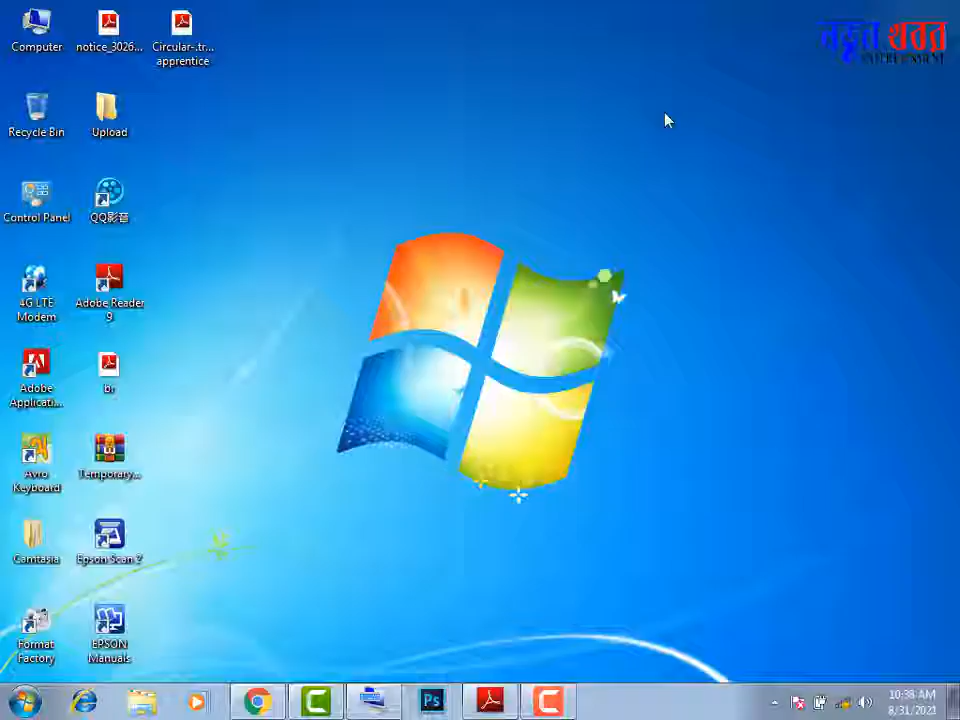 Computer
notice_3026...
Circular-.tr...
apprentice
Recycle Bin
Upload
Control Panel
QQ影音
4G LTE
Modem
Adobe Reader
9
Adobe
Applicati...
br
Avro
Keyboard
Temporary...
Camtasia
Epson Scan 2
Format
Factory
EPSON
Manuals
Ps
10:38 AM
8/31/2021
খবর